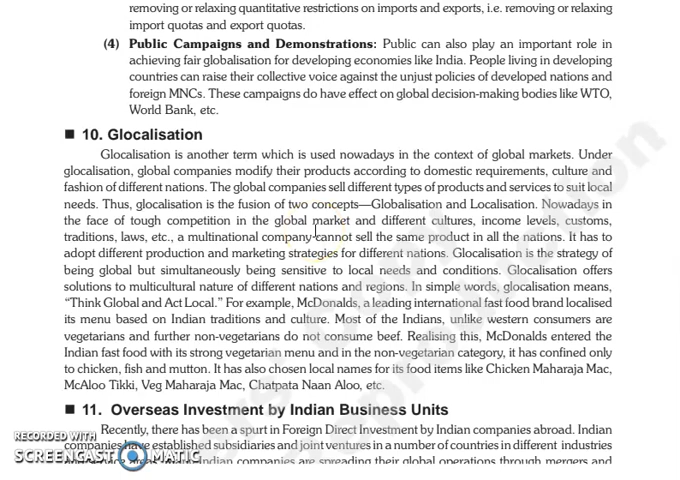 removing or relaxing quantitative restrictions on imports and exports, i.e. removing or relaxing
import quotas and export quotas.
(4) Public Campaigns and Demonstrations: Public can also play an important role in
achieving fair globalisation for developing economies like India. People living in developing
countries can raise their collective voice against the unjust policies of developed nations and
foreign MNCs. These campaigns do have effect on global decision-making bodies like WTO,
World Bank, etc.
■ 10. Glocalisation
Glocalisation is another term which is used nowadays in the context of global markets. Under
glocalisation, global companies modify their products according to domestic requirements, culture and
fashion of different nations. The global companies sell different types of products and services to suit local
needs. Thus, glocalisation is the fusion of two concepts—Globalisation and Localisation. Nowadays in
the face of tough competition in the global market and different cultures, income levels, customs,
traditions, laws, etc., a multinational company cannot sell the same product in all the nations. It has to
adopt different production and marketing strategies for different nations. Glocalisation is the strategy of
being global but simultaneously being sensitive to local needs and conditions. Glocalisation offers
solutions to multicultural nature of different nations and regions. In simple words, glocalisation means,
“Think Global and Act Local.” For example, McDonalds, a leading international fast food brand localised
its menu based on Indian traditions and culture. Most of the Indians, unlike western consumers are
vegetarians and further non-vegetarians do not consume beef. Realising this, McDonalds entered the
Indian fast food with its strong vegetarian menu and in the non-vegetarian category, it has confined only
to chicken, fish and mutton. It has also chosen local names for its food items like Chicken Maharaja Mac,
McAloo Tikki, Veg Maharaja Mac, Chatpata Naan Aloo, etc.
■ 11. Overseas Investment by Indian Business Units
Recently, there has been a spurt in Foreign Direct Investment by Indian companies abroad. Indian
companies have established subsidiaries and joint ventures in a number of countries in different industries
Indian companies are spreading their global operations through mergers and
RECORDED WITH
SCREENCAST MATIC